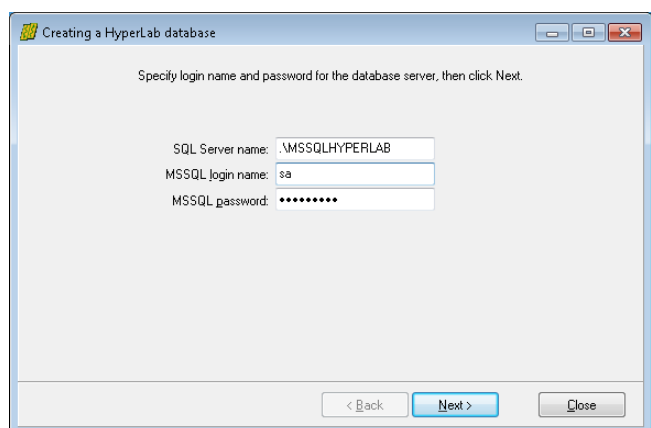 Creating a HyperLab database
Specify login name and password for the database server, then click Next.
SQL Server name: .\MSSQLHYPERLAB
MSSQL login name: sa
MSSQL password: •••••••••
< Back Next > Close